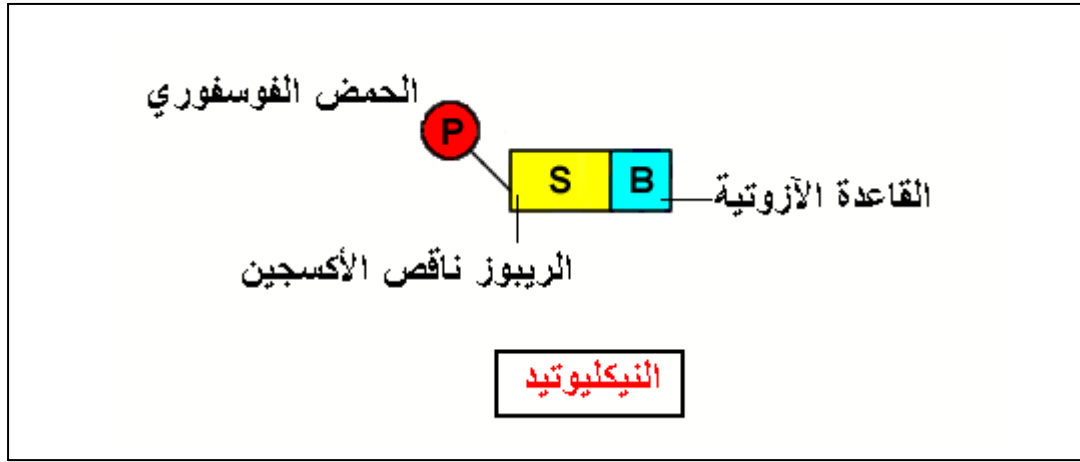 الحمض الفوسفوري
P
S
B
القاعدة الآزوتية
الريبوز ناقص الأكسجين
النيكليوتيد